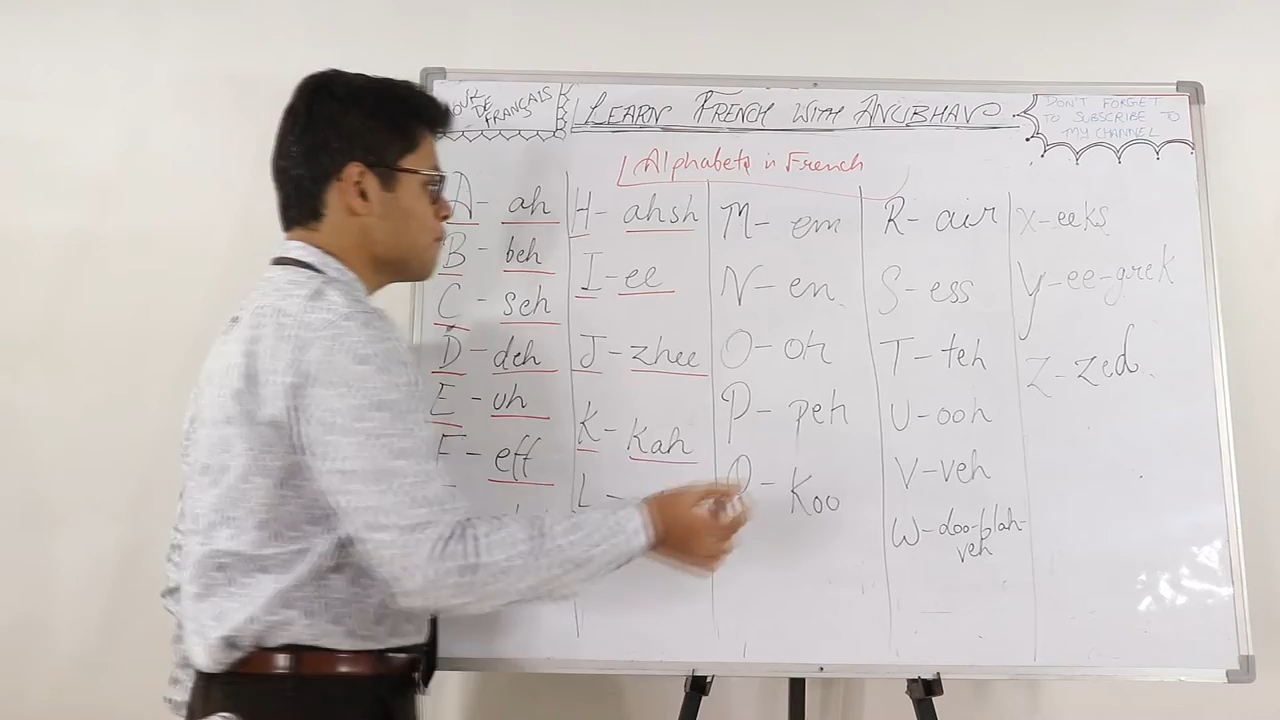 DE
FRANÇAIS
LEARN FRENCH WITH ANUBHAV
DON'T FORGET
TO SUBSCRIBE TO
MY CHANNEL
Alphabets in French
A - ah
B - beh
C - seh
D - deh
E - uh
F - eff
H - ahsh
I - ee
J - zhee
K - kah
L -
M - em
N - en
O - oh
P - peh
Q - koo
R - air
S - ess
T - teh
U - ooh
V - veh
W - doo-blah-
veh
X - eeks
Y - ee-grek
Z - zed.